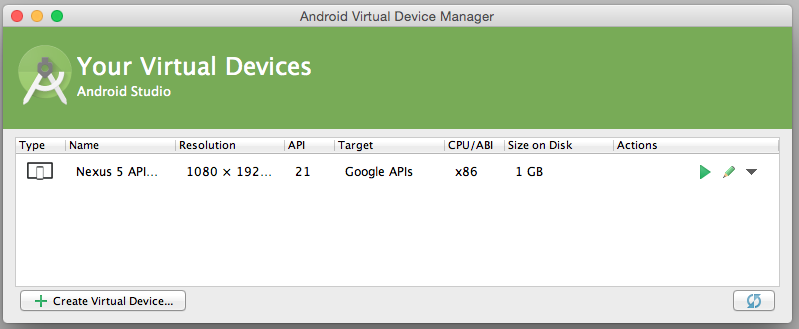 Android Virtual Device Manager
Your Virtual Devices
Android Studio
Type Name Resolution API Target CPU/ABI Size on Disk Actions
Nexus 5 API... 1080 × 192... 21 Google APIs x86 1 GB
Create Virtual Device...